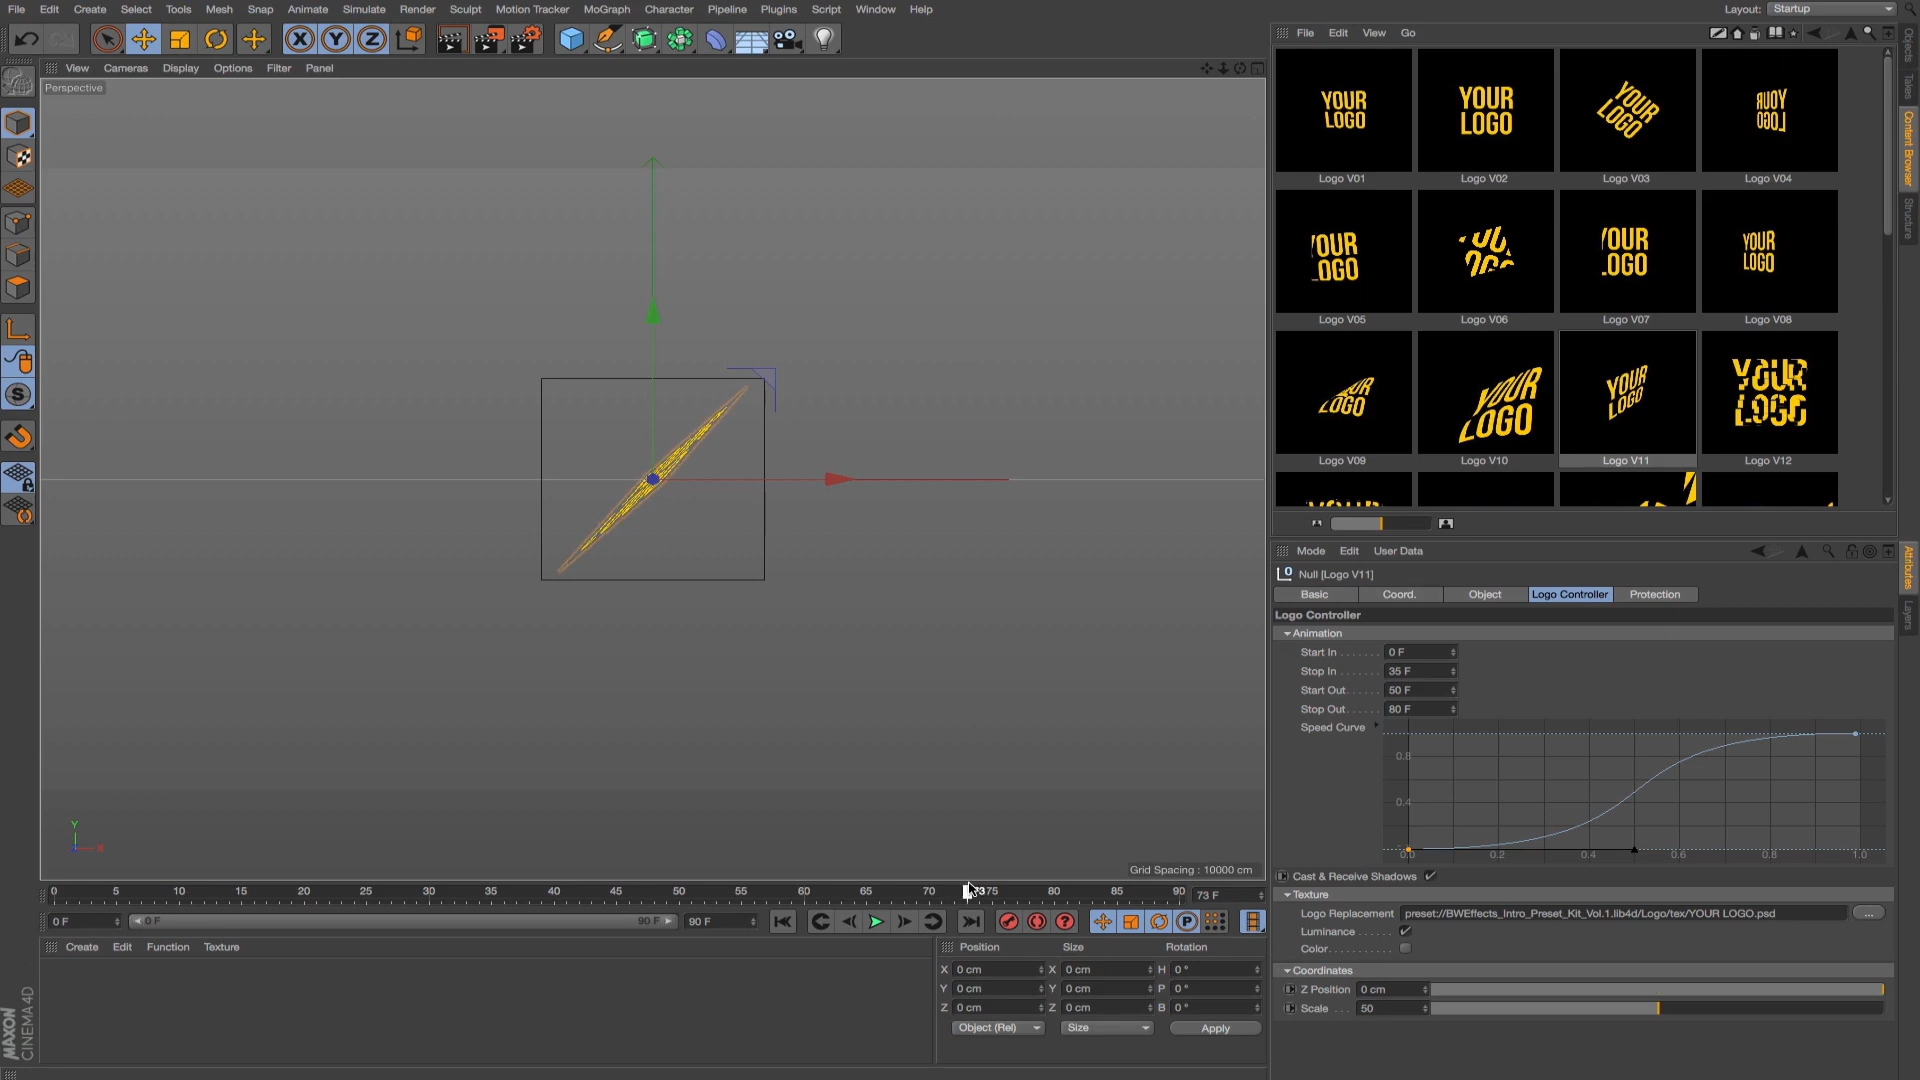 File Edit Create Select Tools Mesh Snap Animate Simulate Render Sculpt Motion Tracker MoGraph Character Pipeline Plugins Script Window Help
Layout: Startup
View Cameras Display Options Filter Panel
Perspective
File Edit View Go
YOUR LOGO
Logo V01 Logo V02 Logo V03 Logo V04
Logo V05 Logo V06 Logo V07 Logo V08
Logo V09 Logo V10 Logo V11 Logo V12
Objects
Takes
Content Browser
Structure
Mode Edit User Data
Null [Logo V11]
Basic Coord. Object Logo Controller Protection
Logo Controller
Animation
Start In 0 F
Stop In 35 F
Start Out 50 F
Stop Out 80 F
Speed Curve
0.8
0.4
0.0 0.2 0.4 0.6 0.8 1.0
Cast & Receive Shadows
Texture
Logo Replacement preset://BWEffects_Intro_Preset_Kit_Vol.1.lib4d/Logo/tex/YOUR LOGO.psd ...
Luminance
Color
Coordinates
Z Position 0 cm
Scale 50
Attributes
Layers
Y
X
Grid Spacing : 10000 cm
0 5 10 15 20 25 30 35 40 45 50 55 60 65 70 73 75 80 85 90 73 F
0 F 0 F 90 F 90 F
Create Edit Function Texture
Position Size Rotation
X 0 cm X 0 cm H 0 °
Y 0 cm Y 0 cm P 0 °
Z 0 cm Z 0 cm B 0 °
Object (Rel) Size Apply
MAXON
CINEMA4D